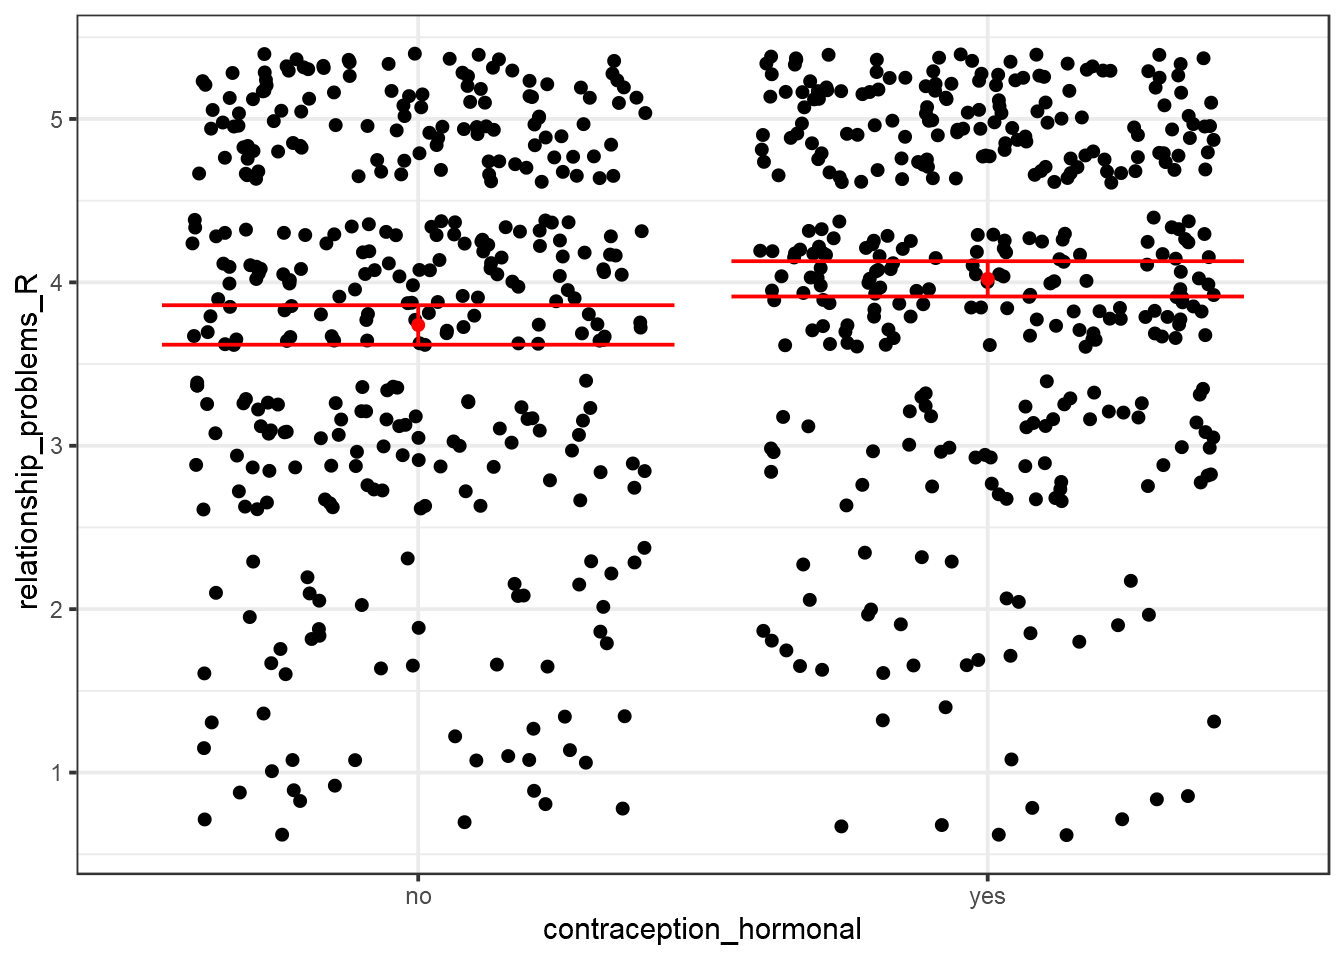 relationship_problems_R
5
4
3
2
1
no yes
contraception_hormonal